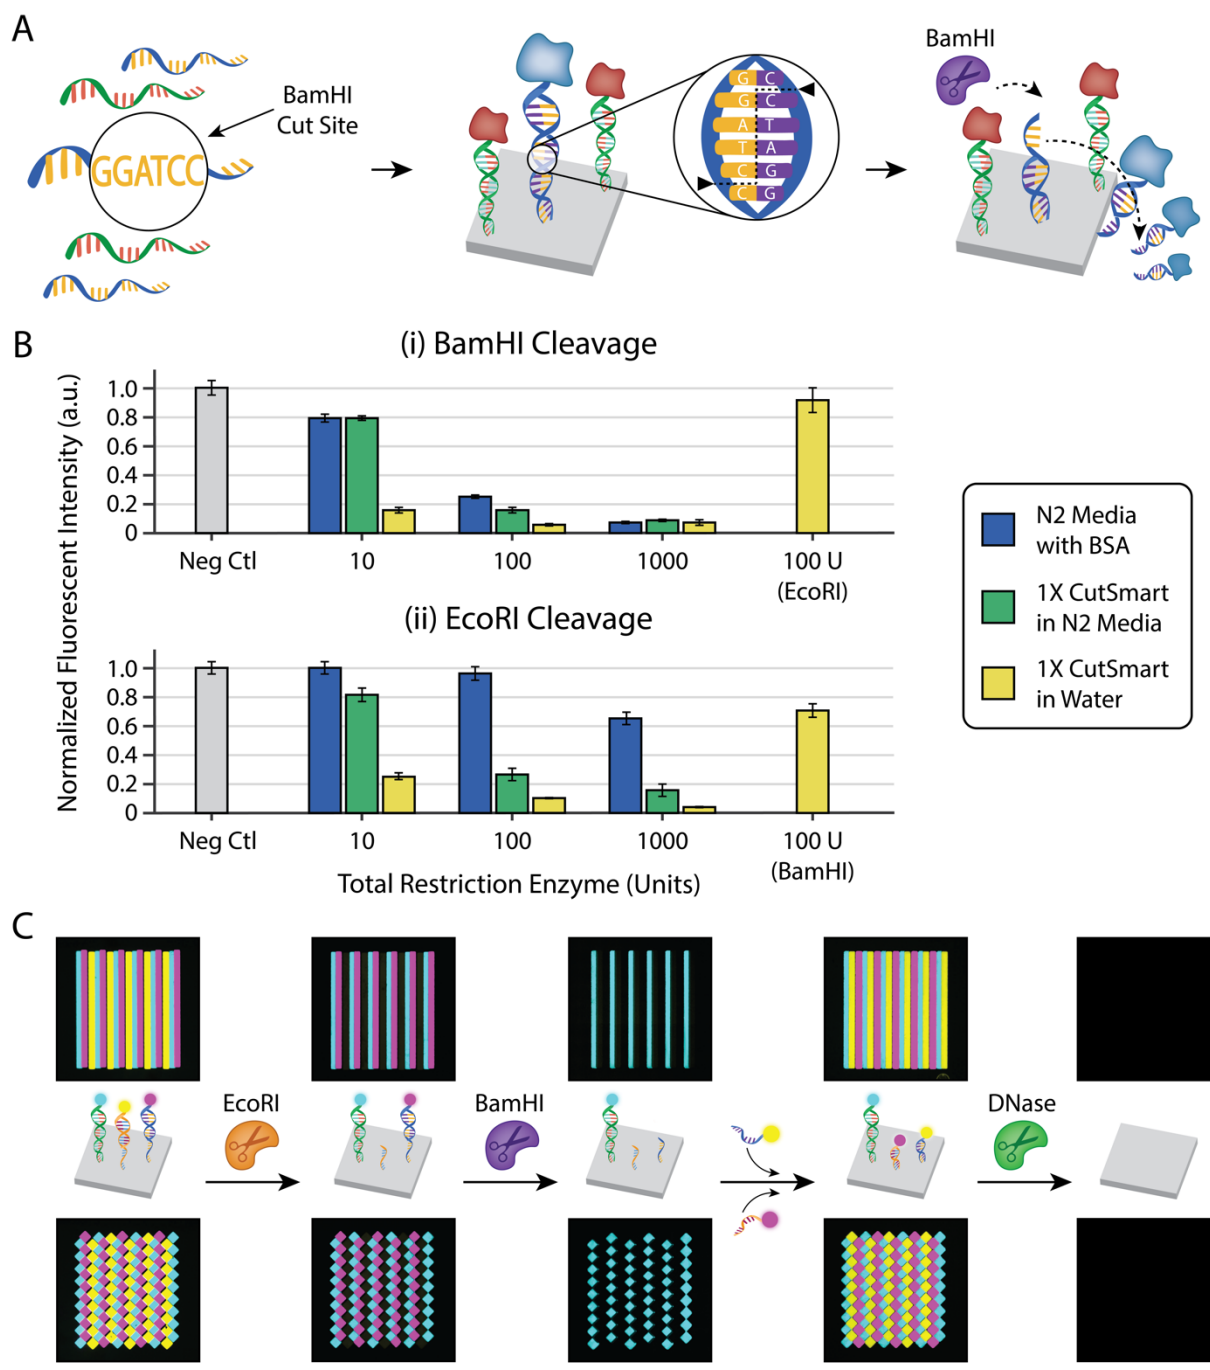 A
BamHI
Cut Site
GGATCC
G C
G C
A T
T A
C G
C G
BamHI
B
(i) BamHI Cleavage
Normalized Fluorescent Intensity (a.u.)
1.0
0.8
0.6
0.4
0.2
0
Neg Ctl
10
100
1000
100 U
(EcoRI)
(ii) EcoRI Cleavage
1.0
0.8
0.6
0.4
0.2
0
Neg Ctl
10
100
1000
100 U
(BamHI)
Total Restriction Enzyme (Units)
N2 Media
with BSA
1X CutSmart
in N2 Media
1X CutSmart
in Water
C
EcoRI
BamHI
DNase